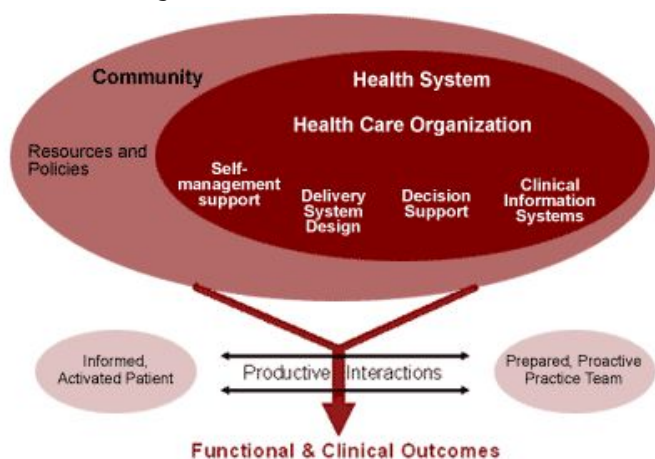 Community
Health System
Health Care Organization
Resources and
Policies
Self-
management
support
Delivery
System
Design
Decision
Support
Clinical
Information
Systems
Informed,
Activated Patient
Productive Interactions
Prepared, Proactive
Practice Team
Functional & Clinical Outcomes